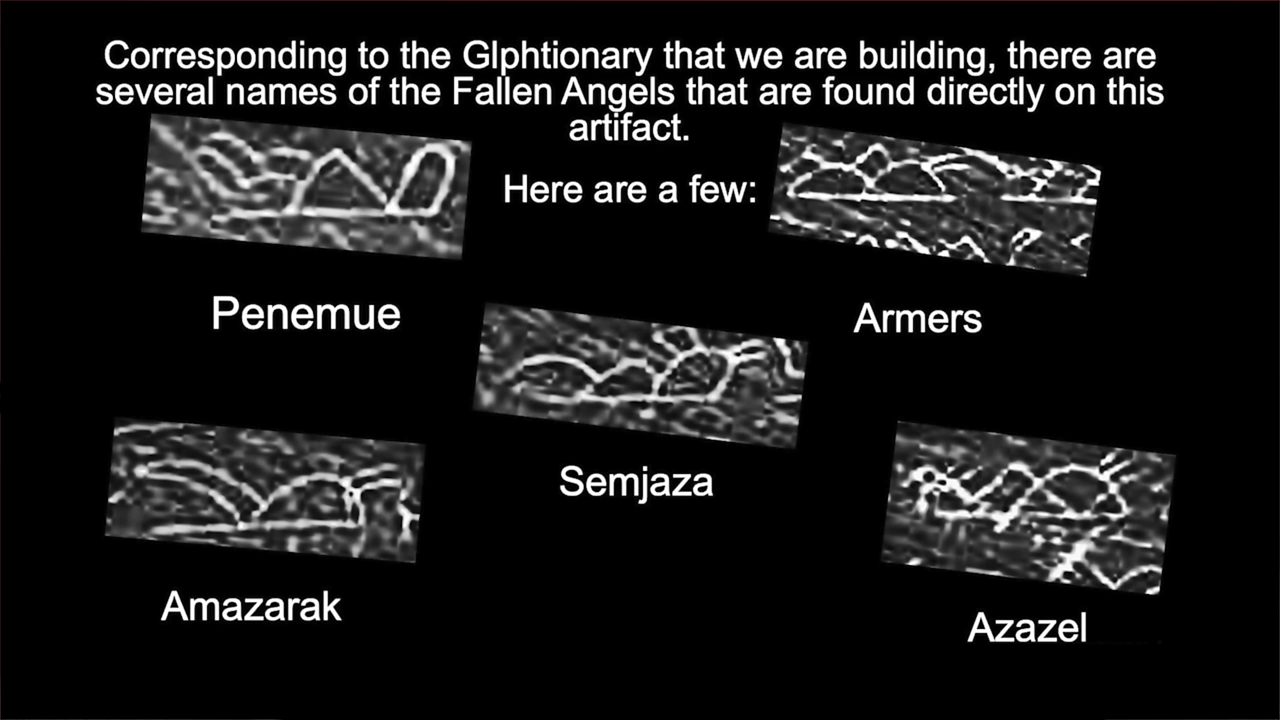 Corresponding to the Glphtionary that we are building, there are
several names of the Fallen Angels that are found directly on this
artifact.
Here are a few:
Penemue
Armers
Semjaza
Amazarak
Azazel